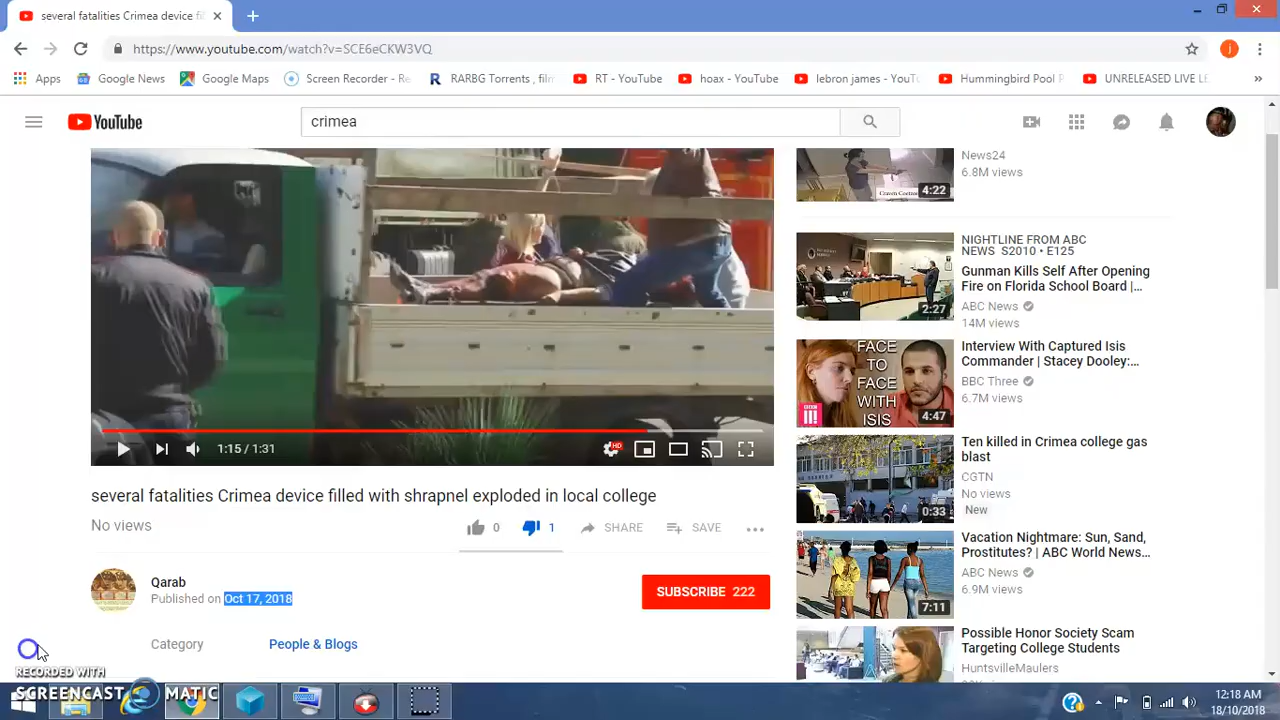 several fatalities Crimea device fi
https://www.youtube.com/watch?v=SCE6eCKW3VQ
Apps Google News Google Maps Screen Recorder - Re RARBG Torrents , film RT - YouTube hoax - YouTube lebron james - YouTu Hummingbird Pool P UNRELEASED LIVE LE
YouTube crimea
News24
6.8M views
4:22
NIGHTLINE FROM ABC
NEWS S2010 • E125
Gunman Kills Self After Opening
Fire on Florida School Board |...
ABC News
14M views
2:27
FACE
TO
FACE
WITH
ISIS
4:47
Interview With Captured Isis
Commander | Stacey Dooley:...
BBC Three
6.7M views
Ten killed in Crimea college gas
blast
CGTN
No views
New
0:33
Vacation Nightmare: Sun, Sand,
Prostitutes? | ABC World News...
ABC News
6.9M views
7:11
Possible Honor Society Scam
Targeting College Students
HuntsvilleMaulers
1:15 / 1:31 HD
several fatalities Crimea device filled with shrapnel exploded in local college
No views
0 1 SHARE SAVE
Qarab
Published on Oct 17, 2018
SUBSCRIBE 222
Category People & Blogs
RECORDED WITH
SCREENCAST MATIC
12:18 AM
18/10/2018